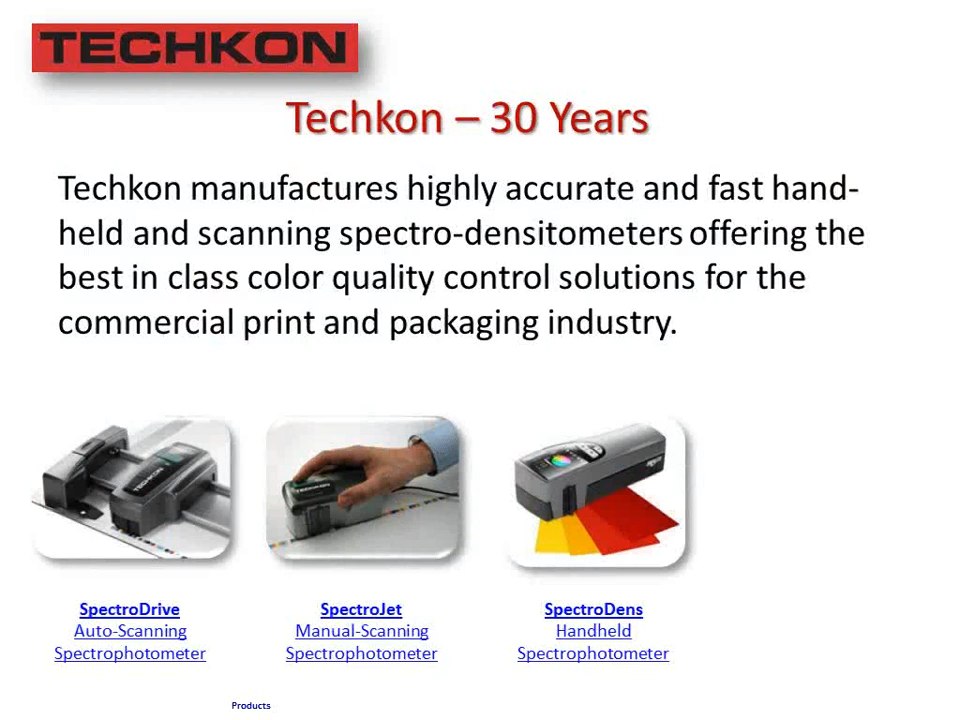 TECHKON
Techkon – 30 Years
Techkon manufactures highly accurate and fast hand-
held and scanning spectro-densitometers offering the
best in class color quality control solutions for the
commercial print and packaging industry.
TECHKON
TECHKON
SpectroDrive
Auto-Scanning
Spectrophotometer
SpectroJet
Manual-Scanning
Spectrophotometer
SpectroDens
Handheld
Spectrophotometer
Products